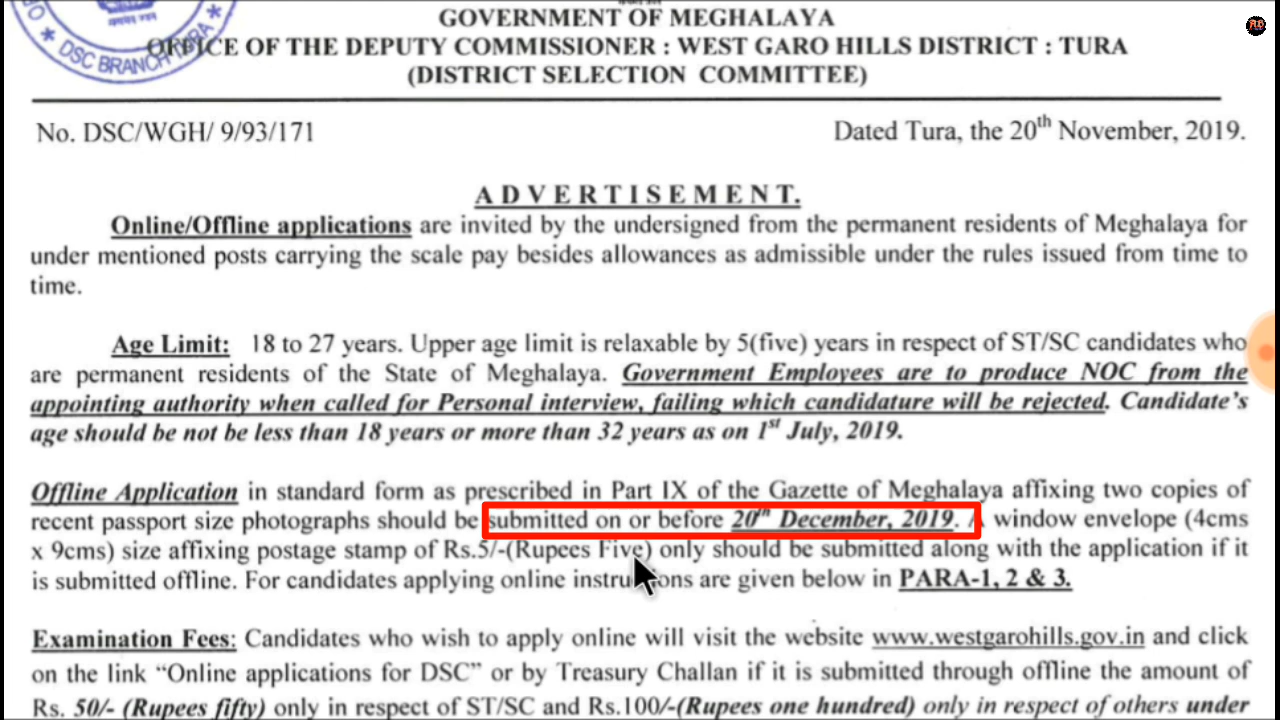 GOVERNMENT OF MEGHALAYA
OFFICE OF THE DEPUTY COMMISSIONER : WEST GARO HILLS DISTRICT : TURA
(DISTRICT SELECTION COMMITTEE)
DSC BRANCH TURA
No. DSC/WGH/ 9/93/171 Dated Tura, the 20th November, 2019.
ADVERTISEMENT.
Online/Offline applications are invited by the undersigned from the permanent residents of Meghalaya for
under mentioned posts carrying the scale pay besides allowances as admissible under the rules issued from time to
time.
Age Limit: 18 to 27 years. Upper age limit is relaxable by 5(five) years in respect of ST/SC candidates who
are permanent residents of the State of Meghalaya. Government Employees are to produce NOC from the
appointing authority when called for Personal interview, failing which candidature will be rejected. Candidate's
age should be not be less than 18 years or more than 32 years as on 1st July, 2019.
Offline Application in standard form as prescribed in Part IX of the Gazette of Meghalaya affixing two copies of
recent passport size photographs should be submitted on or before 20th December, 2019. A window envelope (4cms
x 9cms) size affixing postage stamp of Rs.5/-(Rupees Five) only should be submitted along with the application if it
is submitted offline. For candidates applying online instructions are given below in PARA-1, 2 & 3.
Examination Fees: Candidates who wish to apply online will visit the website www.westgarohills.gov.in and click
on the link “Online applications for DSC” or by Treasury Challan if it is submitted through offline the amount of
Rs. 50/- (Rupees fifty) only in respect of ST/SC and Rs.100/-(Rupees one hundred) only in respect of others under